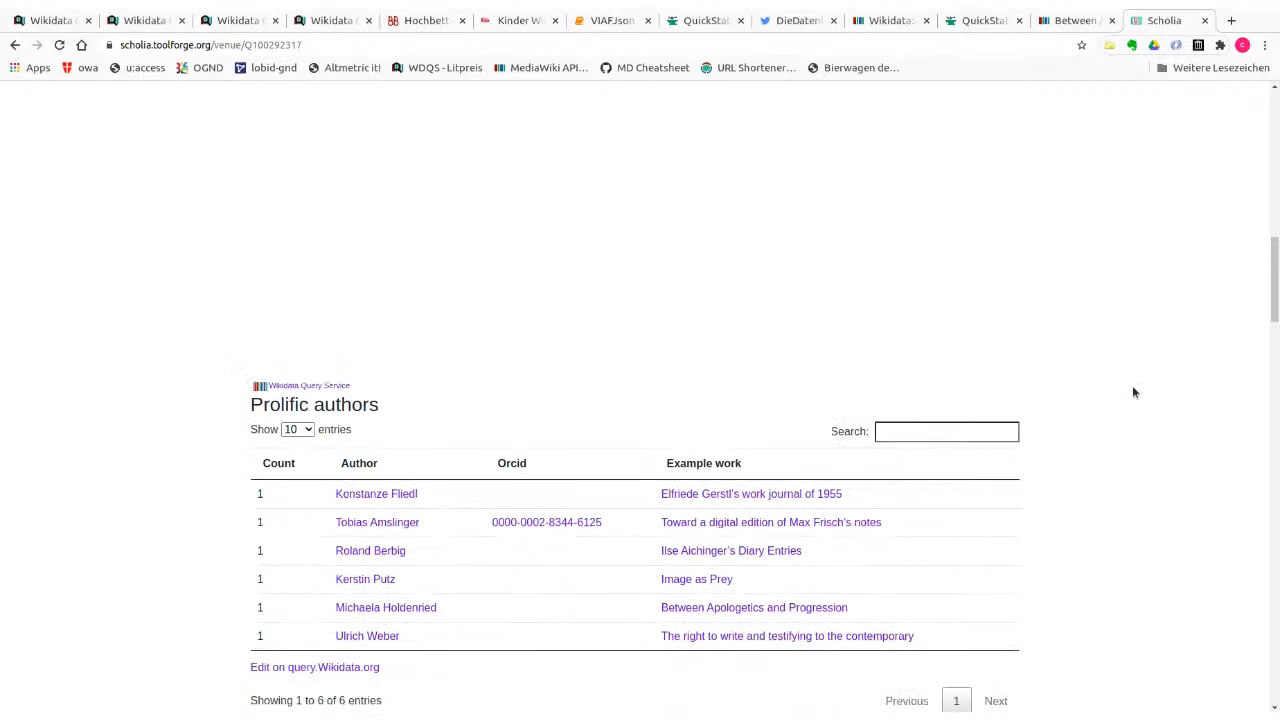 Wikidata Wikidata Wikidata Wikidata Hochbett Kinder VIAFJson QuickStat DieDaten Wikidata: QuickStat Between Scholia
scholia.toolforge.org/venue/Q100292317
Apps owa u:access OGND lobid-gnd Altmetric it! WDQS - Litpreis MediaWiki API... MD Cheatsheet URL Shortener... Bierwagen de... Weitere Lesezeichen
Wikidata Query Service
Prolific authors
Show 10 entries Search:
Count Author Orcid Example work
1 Konstanze Fliedl Elfriede Gerstl's work journal of 1955
1 Tobias Amslinger 0000-0002-8344-6125 Toward a digital edition of Max Frisch's notes
1 Roland Berbig Ilse Aichinger's Diary Entries
1 Kerstin Putz Image as Prey
1 Michaela Holdenried Between Apologetics and Progression
1 Ulrich Weber The right to write and testifying to the contemporary
Edit on query.Wikidata.org
Showing 1 to 6 of 6 entries Previous 1 Next